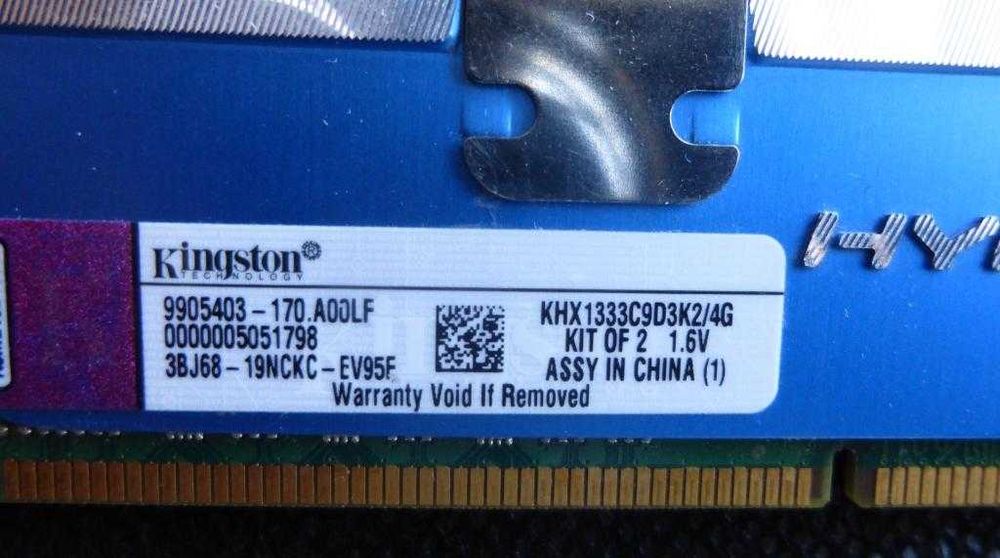 Kingston
TECHNOLOGY
9905403-170.A00LF
0000005051798
3BJ68-19NCKC-EV95F
KHX1333C9D3K2/4G
KIT OF 2 1.6V
ASSY IN CHINA (1)
Warranty Void If Removed
HY